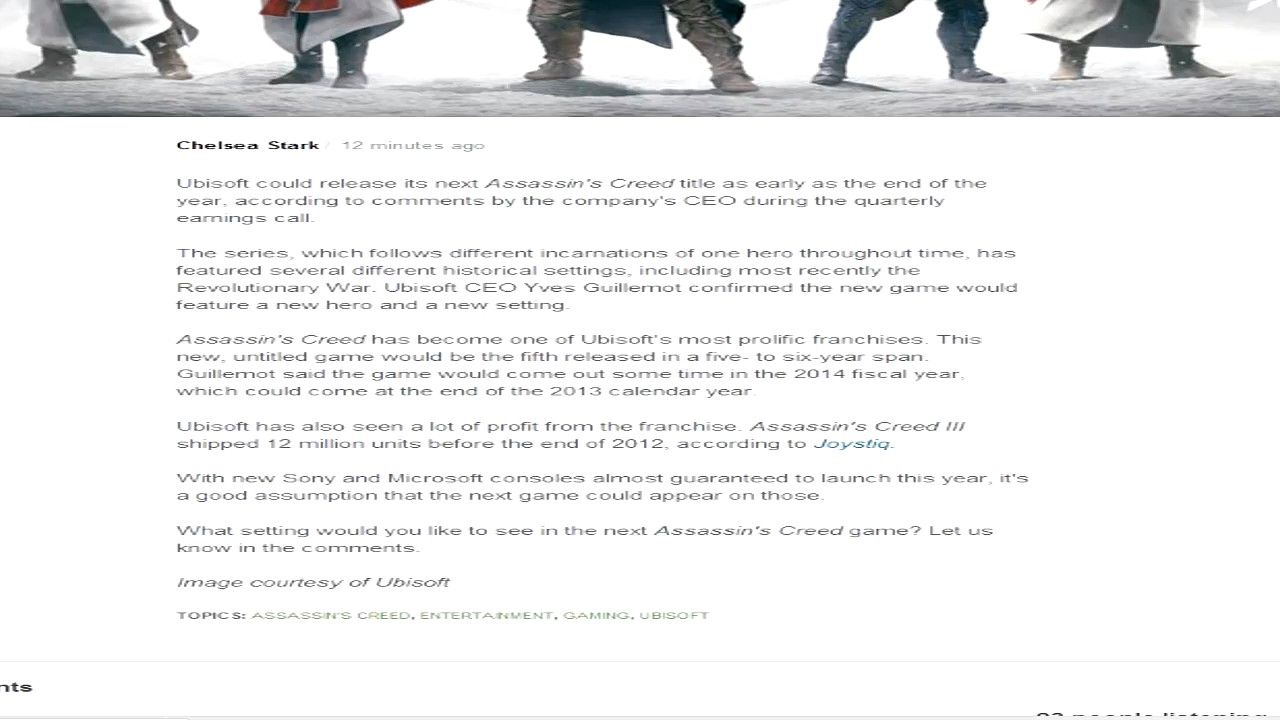 Chelsea Stark / 12 minutes ago
Ubisoft could release its next Assassin's Creed title as early as the end of the
year, according to comments by the company's CEO during the quarterly
earnings call.
The series, which follows different incarnations of one hero throughout time, has
featured several different historical settings, including most recently the
Revolutionary War. Ubisoft CEO Yves Guillemot confirmed the new game would
feature a new hero and a new setting.
Assassin's Creed has become one of Ubisoft's most prolific franchises. This
new, untitled game would be the fifth released in a five- to six-year span.
Guillemot said the game would come out some time in the 2014 fiscal year,
which could come at the end of the 2013 calendar year.
Ubisoft has also seen a lot of profit from the franchise. Assassin's Creed III
shipped 12 million units before the end of 2012, according to Joystiq.
With new Sony and Microsoft consoles almost guaranteed to launch this year, it's
a good assumption that the next game could appear on those.
What setting would you like to see in the next Assassin's Creed game? Let us
know in the comments.
Image courtesy of Ubisoft
TOPICS: ASSASSIN'S CREED, ENTERTAINMENT, GAMING, UBISOFT
nts
people listening